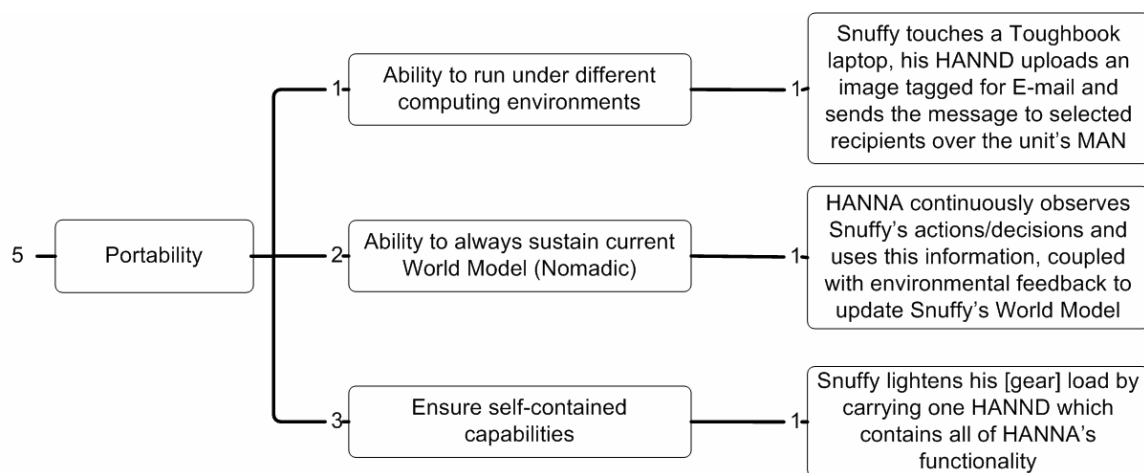 5
Portability
1
Ability to run under different
computing environments
1
Snuffy touches a Toughbook
laptop, his HANND uploads an
image tagged for E-mail and
sends the message to selected
recipients over the unit's MAN
2
Ability to always sustain current
World Model (Nomadic)
1
HANNA continuously observes
Snuffy's actions/decisions and
uses this information, coupled
with environmental feedback to
update Snuffy's World Model
3
Ensure self-contained
capabilities
1
Snuffy lightens his [gear] load by
carrying one HANND which
contains all of HANNA's
functionality